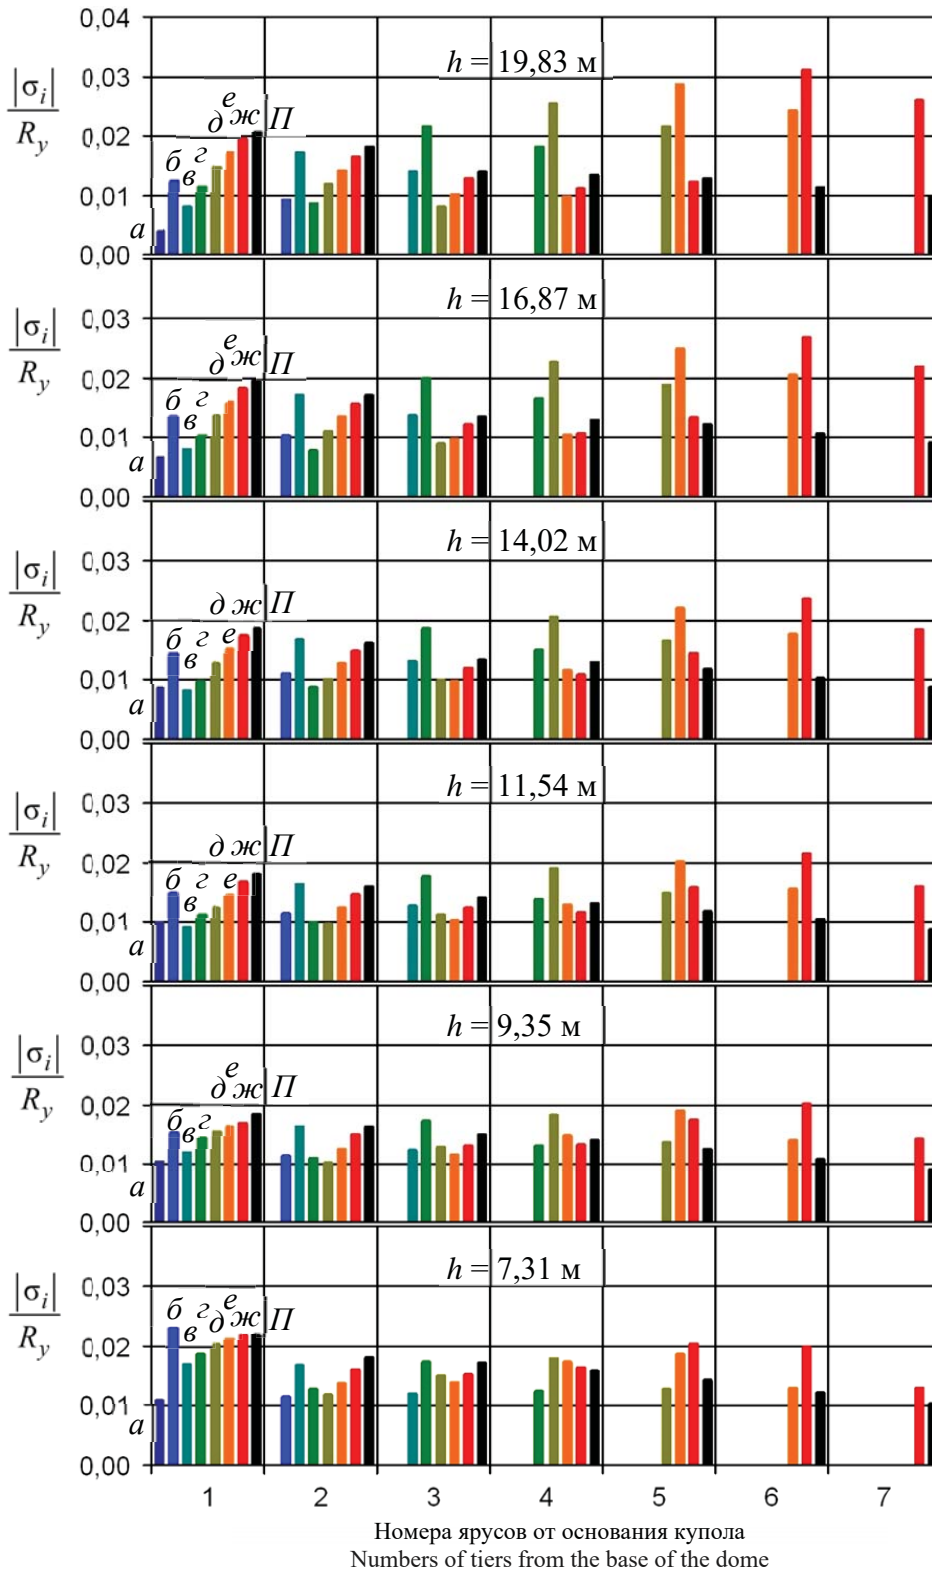 0,04
h = 19,83 м
|σi|
Ry
0,03
е
д ж П
0,02
б в г
0,01
а
0,00
h = 16,87 м
|σi|
Ry
0,03
е
д ж П
0,02
б в г
0,01
а
0,00
h = 14,02 м
|σi|
Ry
0,03
д ж П
0,02
б в г е
0,01
а
0,00
h = 11,54 м
|σi|
Ry
0,03
д ж П
0,02
б в г е
0,01
а
0,00
h = 9,35 м
|σi|
Ry
0,03
е
д ж П
0,02
б в г
0,01
а
0,00
h = 7,31 м
|σi|
Ry
0,03
б в г д е ж П
0,02
0,01
а
0,00
1 2 3 4 5 6 7
Номера ярусов от основания купола
Numbers of tiers from the base of the dome